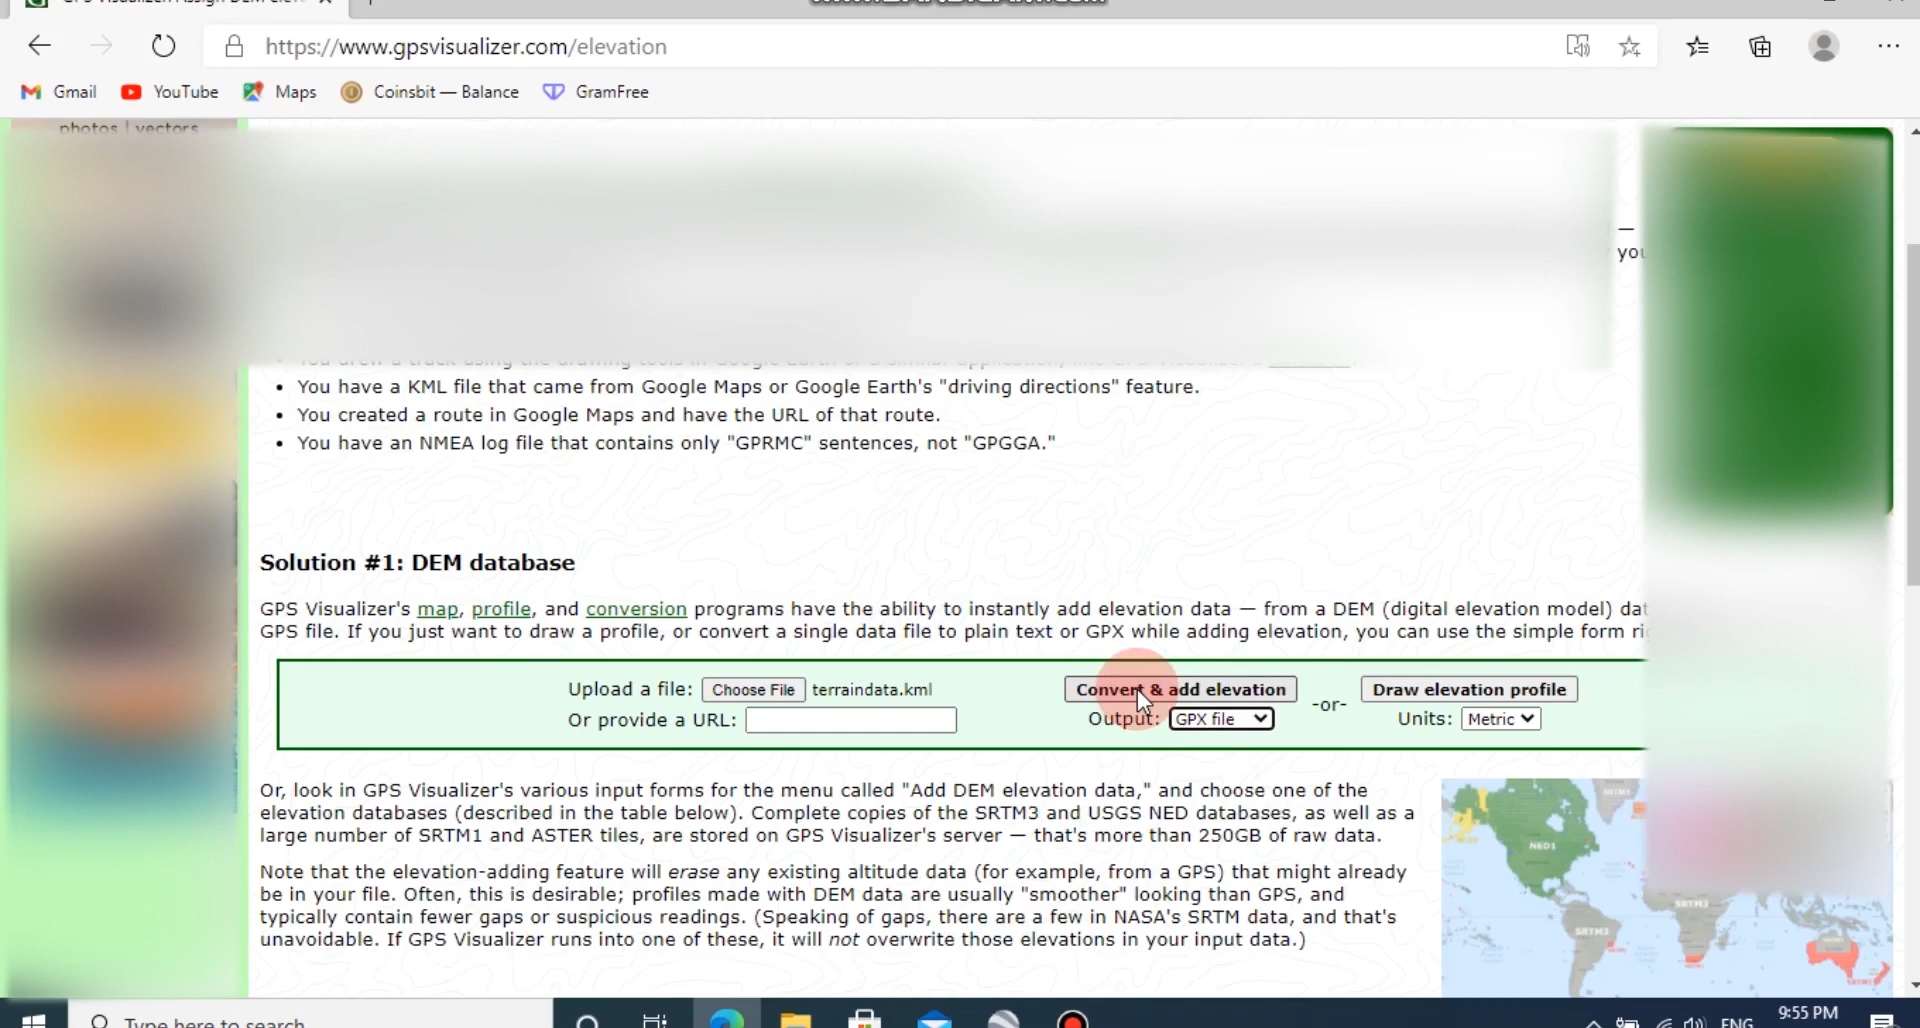 https://www.gpsvisualizer.com/elevation
Gmail YouTube Maps Coinsbit — Balance GramFree
photos | vectors
—
you
• You have a KML file that came from Google Maps or Google Earth's "driving directions" feature.
• You created a route in Google Maps and have the URL of that route.
• You have an NMEA log file that contains only "GPRMC" sentences, not "GPGGA."
Solution #1: DEM database
GPS Visualizer's map, profile, and conversion programs have the ability to instantly add elevation data — from a DEM (digital elevation model) dat
GPS file. If you just want to draw a profile, or convert a single data file to plain text or GPX while adding elevation, you can use the simple form ri
Upload a file: Choose File terraindata.kml Convert & add elevation -or- Draw elevation profile
Or provide a URL: Output: GPX file Units: Metric
Or, look in GPS Visualizer's various input forms for the menu called "Add DEM elevation data," and choose one of the
elevation databases (described in the table below). Complete copies of the SRTM3 and USGS NED databases, as well as a
large number of SRTM1 and ASTER tiles, are stored on GPS Visualizer's server — that's more than 250GB of raw data.
Note that the elevation-adding feature will erase any existing altitude data (for example, from a GPS) that might already
be in your file. Often, this is desirable; profiles made with DEM data are usually "smoother" looking than GPS, and
typically contain fewer gaps or suspicious readings. (Speaking of gaps, there are a few in NASA's SRTM data, and that's
unavoidable. If GPS Visualizer runs into one of these, it will not overwrite those elevations in your input data.)
NED1
SRTM3
SRTM3
Type here to search
ENG
9:55 PM